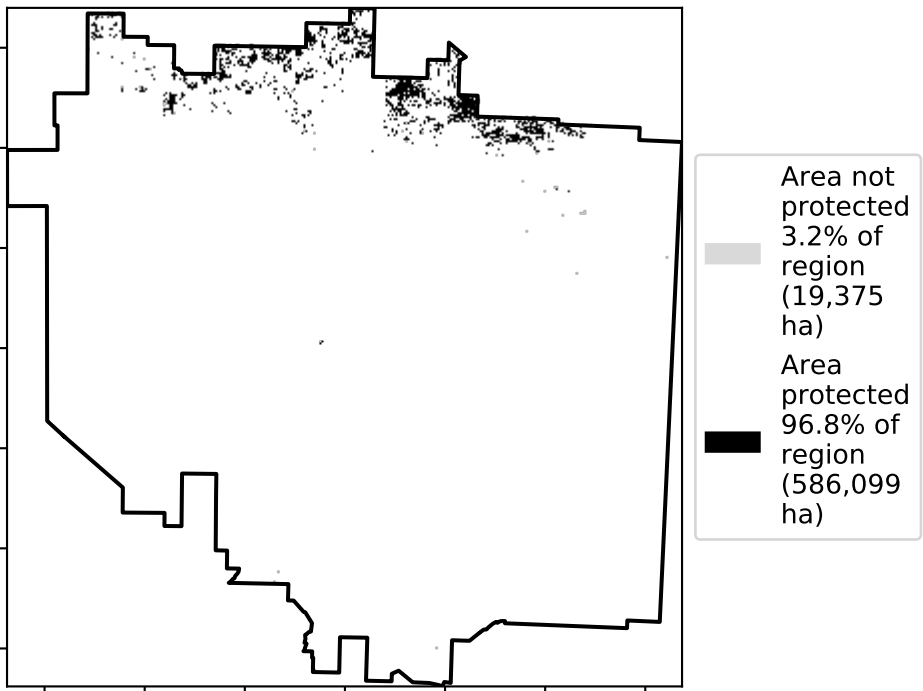 Area not
protected
3.2% of
region
(19,375
ha)
Area
protected
96.8% of
region
(586,099
ha)